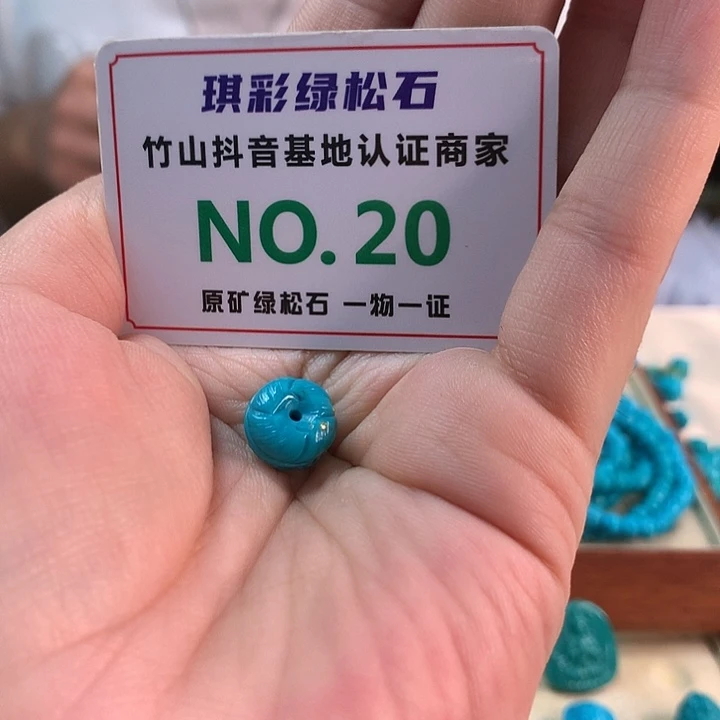 琪彩绿松石
竹山抖音基地认证商家
NO. 20
原矿绿松石 一物一证